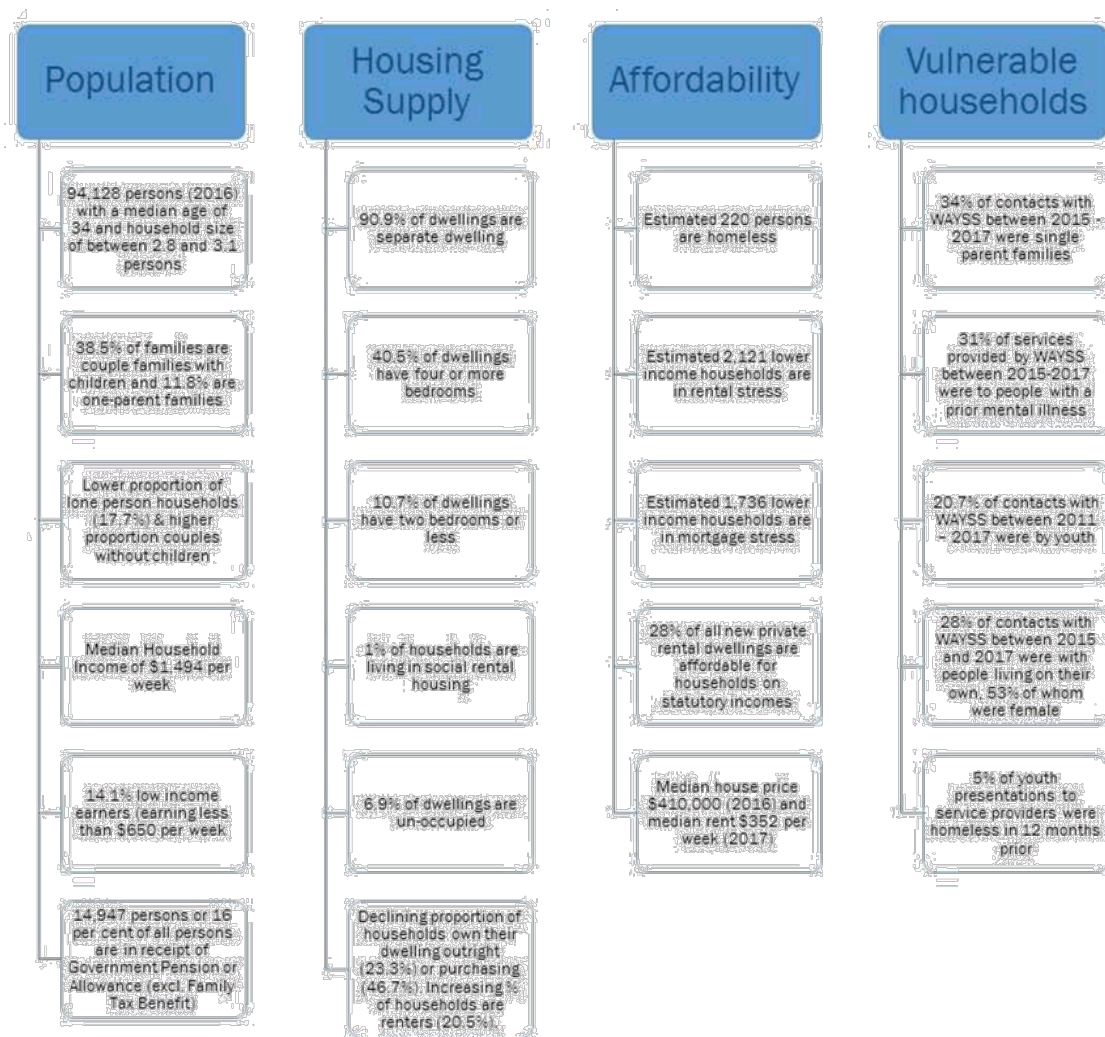 Population
94,128 persons (2016)
with a median age of
34 and household size
of between 2.8 and 3.1
persons
38.5% of families are
couple families with
children and 11.8% are
one-parent families
Lower proportion of
lone person households
(17.7%) & higher
proportion couples
without children
Median Household
Income of $1,494 per
week
14.1% low income
earners (earning less
than $650 per week
14,947 persons or 16
per cent of all persons
are in receipt of
Government Pension or
Allowance (excl. Family
Tax Benefit)
Housing
Supply
90.9% of dwellings are
separate dwelling
40.5% of dwellings
have four or more
bedrooms
10.7% of dwellings
have two bedrooms or
less
1% of households are
living in social rental
housing
6.9% of dwellings are
un-occupied
Declining proportion of
households own their
dwelling outright
(23.3%) or purchasing
(46.7%). Increasing %
of households are
renters (20.5%).
Affordability
Estimated 220 persons
are homeless
Estimated 2,121 lower
income households are
in rental stress
Estimated 1,736 lower
income households are
in mortgage stress
28% of all new private
rental dwellings are
affordable for
households on
statutory incomes
Median house price
$410,000 (2016) and
median rent $352 per
week (2017)
Vulnerable
households
34% of contacts with
WAYSS between 2015 -
2017 were single
parent families
31% of services
provided by WAYSS
between 2015-2017
were to people with a
prior mental illness
20.7% of contacts with
WAYSS between 2011
– 2017 were by youth
28% of contacts with
WAYSS between 2015
and 2017 were with
people living on their
own, 53% of whom
were female
5% of youth
presentations to
service providers were
homeless in 12 months
prior